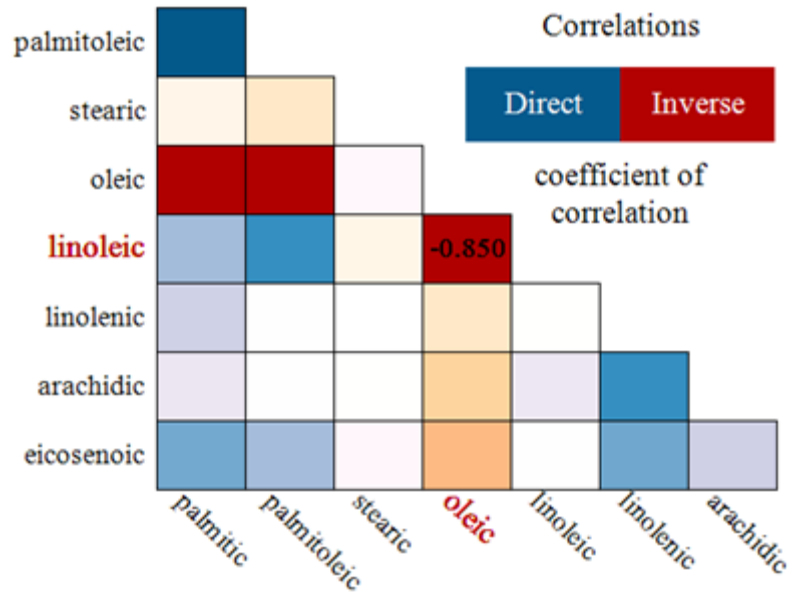 Correlations
Direct Inverse
coefficient of
correlation
palmitoleic
stearic
oleic
linoleic
-0.850
linolenic
arachidic
eicosenoic
palmitic
palmitoleic
stearic
oleic
linoleic
linolenic
arachidic